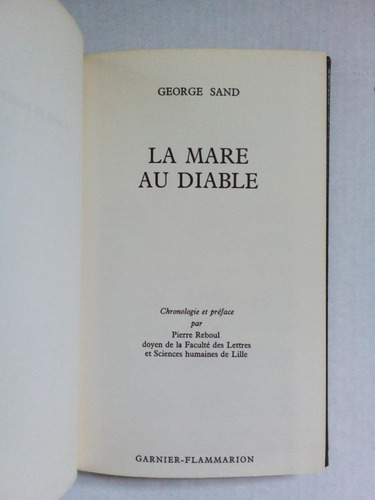 GEORGE SAND
LA MARE
AU DIABLE
Chronologie et préface
par
Pierre Reboul
doyen de la Faculté des Lettres
et Sciences humaines de Lille
GARNIER-FLAMMARION